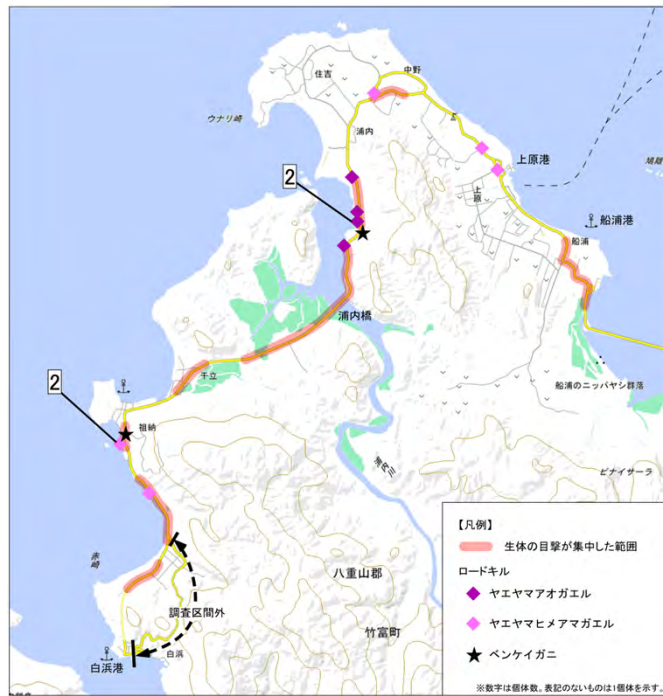 中野
住吉
ウナリ崎
浦内
上原港
鳩離
上原
2
船浦港
船浦
浦内橋
千立
2
船浦のニッパヤシ群落
祖納
浦内川
ピナイサーラ
【凡例】
生体の目撃が集中した範囲
ロードキル
赤崎
八重山郡
ヤエヤマアオガエル
調査区間外
ヤエヤマヒメアマガエル
竹富町
白浜港
白浜
ベンケイガニ
※数字は個体数。表記のないものは1個体を示す。